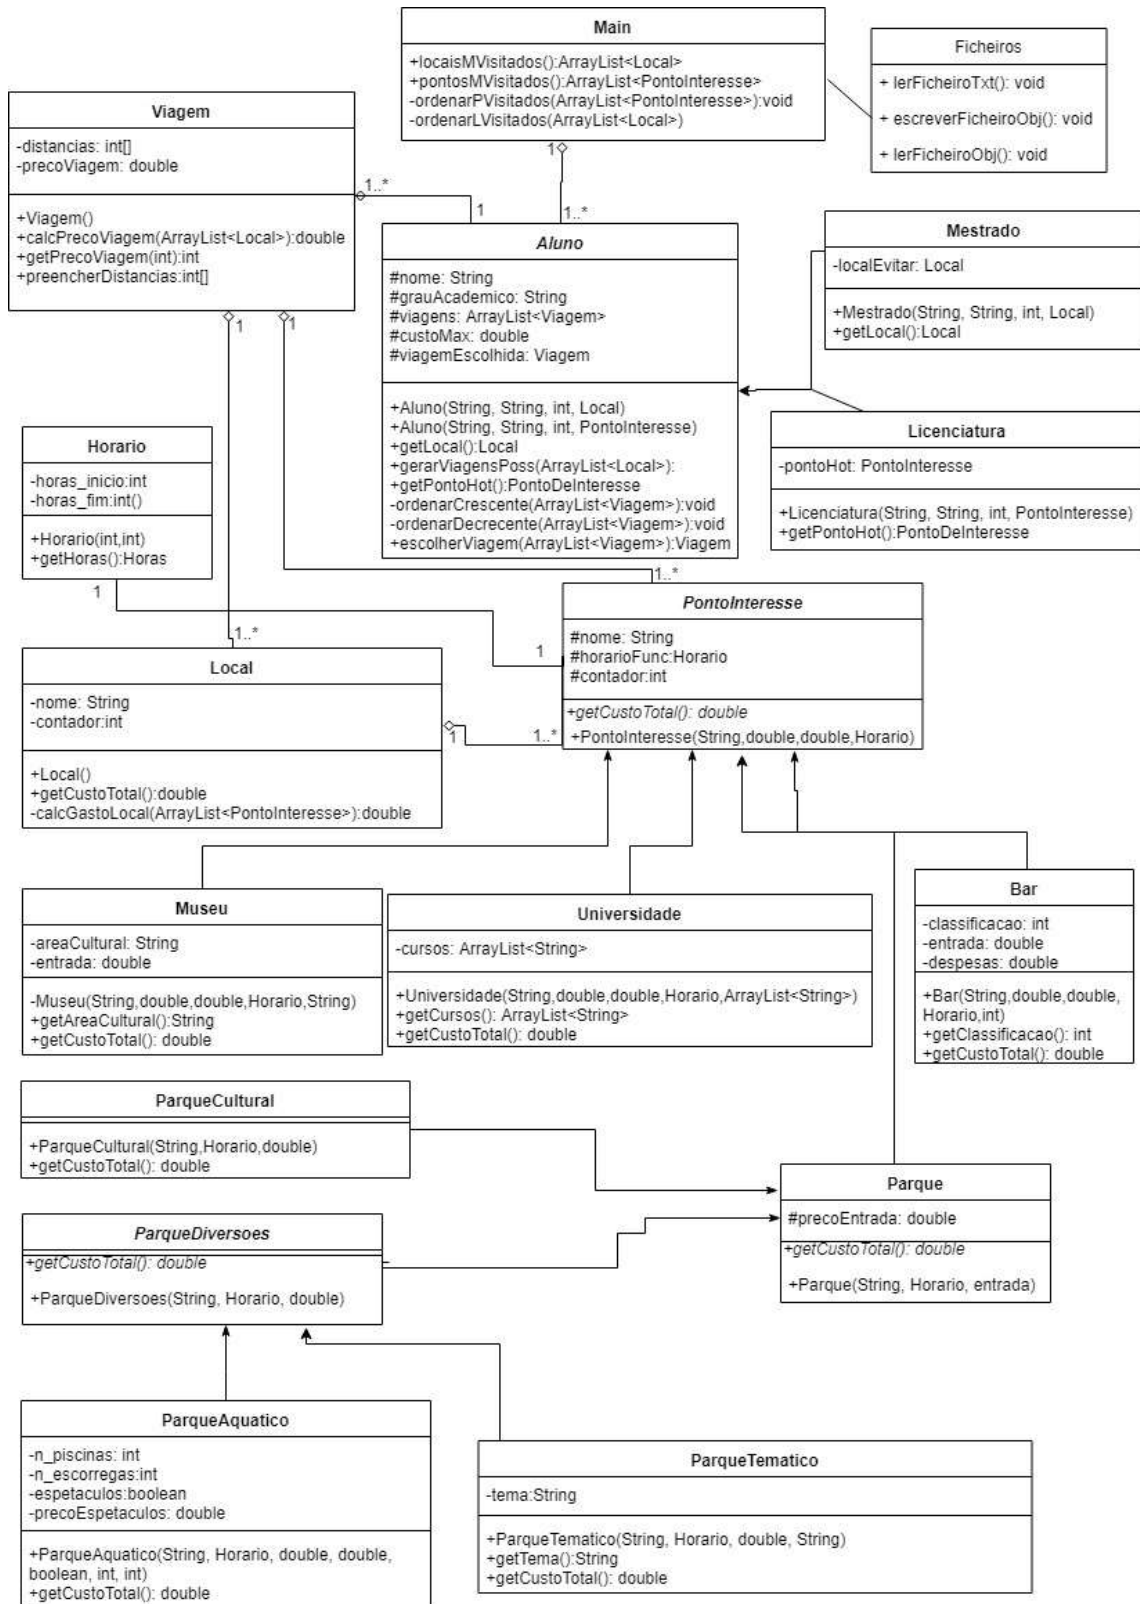 Main
+locaisMVisitados():ArrayList<Local>
+pontosMVisitados():ArrayList<PontoInteresse>
-ordenarPVisitados(ArrayList<PontoInteresse>):void
-ordenarLVisitados(ArrayList<Local>)
1
1..*
Ficheiros
+ lerFicheiroTxt(): void
+ escreverFicheiroObj(): void
+ lerFicheiroObj(): void
Viagem
-distancias: int[]
-precoViagem: double
+Viagem()
+calcPrecoViagem(ArrayList<Local>):double
+getPrecoViagem(int):int
+preencherDistancias:int[]
1..*
1
1
1
Aluno
#nome: String
#grauAcademico: String
#viagens: ArrayList<Viagem>
#custoMax: double
#viagemEscolhida: Viagem
+Aluno(String, String, int, Local)
+Aluno(String, String, int, PontoInteresse)
+getLocal():Local
+gerarViagensPoss(ArrayList<Local>):
+getPontoHot():PontoDeInteresse
-ordenarCrescente(ArrayList<Viagem>):void
-ordenarDecrecente(ArrayList<Viagem>):void
+escolherViagem(ArrayList<Viagem>):Viagem
Mestrado
-localEvitar: Local
+Mestrado(String, String, int, Local)
+getLocal():Local
Licenciatura
-pontoHot: PontoInteresse
+Licenciatura(String, String, int, PontoInteresse)
+getPontoHot():PontoDeInteresse
Horario
-horas_inicio:int
-horas_fim:int()
+Horario(int,int)
+getHoras():Horas
1
1
1..*
1..*
PontoInteresse
#nome: String
#horarioFunc:Horario
#contador:int
+getCustoTotal(): double
+PontoInteresse(String,double,double,Horario)
Local
-nome: String
-contador:int
+Local()
+getCustoTotal():double
-calcGastoLocal(ArrayList<PontoInteresse>):double
1
1..*
Museu
-areaCultural: String
-entrada: double
-Museu(String,double,double,Horario,String)
+getAreaCultural():String
+getCustoTotal(): double
Universidade
-cursos: ArrayList<String>
+Universidade(String,double,double,Horario,ArrayList<String>)
+getCursos(): ArrayList<String>
+getCustoTotal(): double
Bar
-classificacao: int
-entrada: double
-despesas: double
+Bar(String,double,double,
Horario,int)
+getClassificacao(): int
+getCustoTotal(): double
ParqueCultural
+ParqueCultural(String,Horario,double)
+getCustoTotal(): double
Parque
#precoEntrada: double
+getCustoTotal(): double
+Parque(String, Horario, entrada)
ParqueDiversoes
+getCustoTotal(): double
+ParqueDiversoes(String, Horario, double)
ParqueAquatico
-n_piscinas: int
-n_escorregas:int
-espetaculos:boolean
-precoEspetaculos: double
+ParqueAquatico(String, Horario, double, double,
boolean, int, int)
+getCustoTotal(): double
ParqueTematico
-tema:String
+ParqueTematico(String, Horario, double, String)
+getTema():String
+getCustoTotal(): double